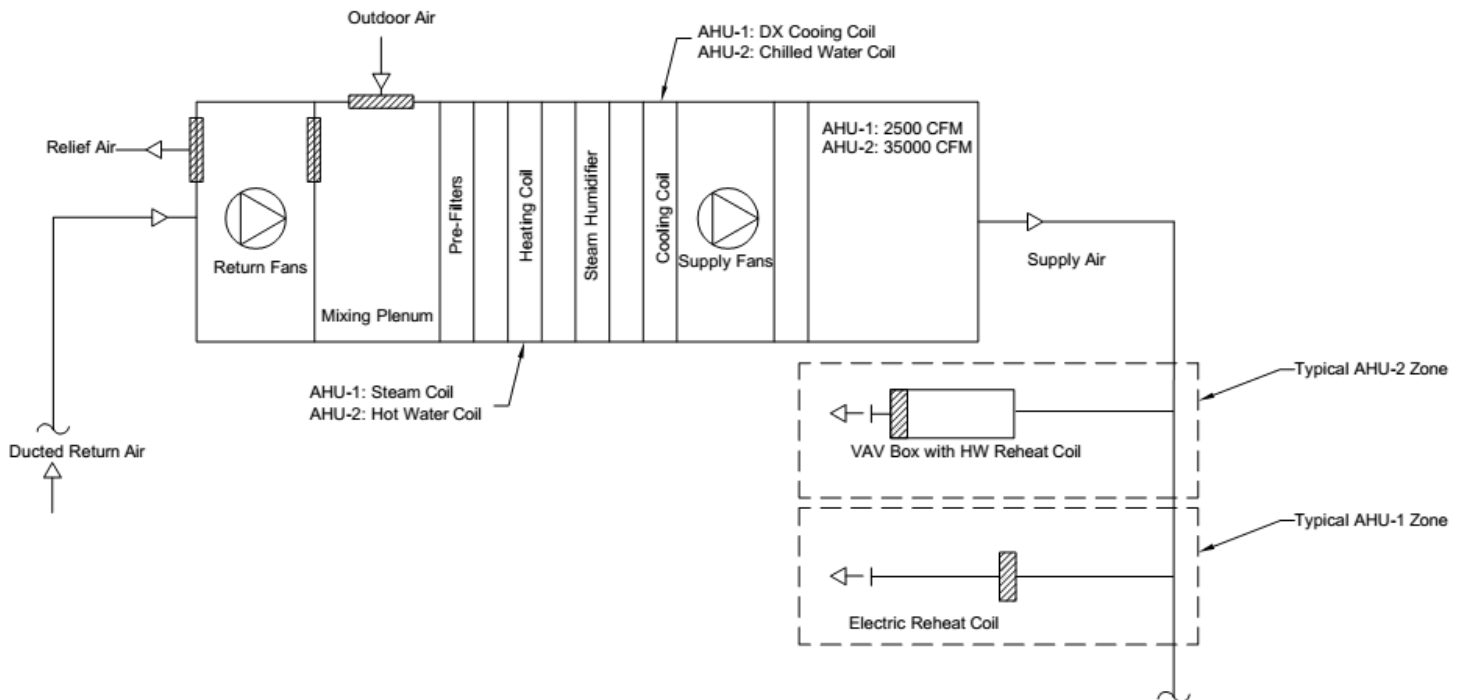 Outdoor Air
AHU-1: DX Cooing Coil
AHU-2: Chilled Water Coil
Relief Air
AHU-1: 2500 CFM
AHU-2: 35000 CFM
Pre-Filters
Heating Coil
Steam Humidifier
Cooling Coil
Return Fans
Supply Fans
Supply Air
Mixing Plenum
Typical AHU-2 Zone
AHU-1: Steam Coil
AHU-2: Hot Water Coil
Ducted Return Air
VAV Box with HW Reheat Coil
Typical AHU-1 Zone
Electric Reheat Coil